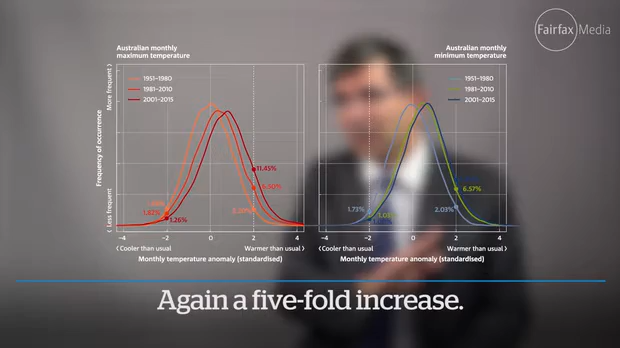 Fairfax Media
Australian monthly
maximum temperature
1951–1980
1981–2010
2001–2015
More frequent ❭
Frequency of occurrence
❬ Less frequent
1.82%
1.26%
11.45%
−4 −2 0 2 4
❬ Cooler than usual Warmer than usual ❭
Monthly temperature anomaly (standardised)
Australian monthly
minimum temperature
1951–1980
1981–2010
2001–2015
1.73%
6.57%
2.03%
−4 −2 0 2 4
❬ Cooler than usual Warmer than usual ❭
Monthly temperature anomaly (standardised)
Again a five-fold increase.